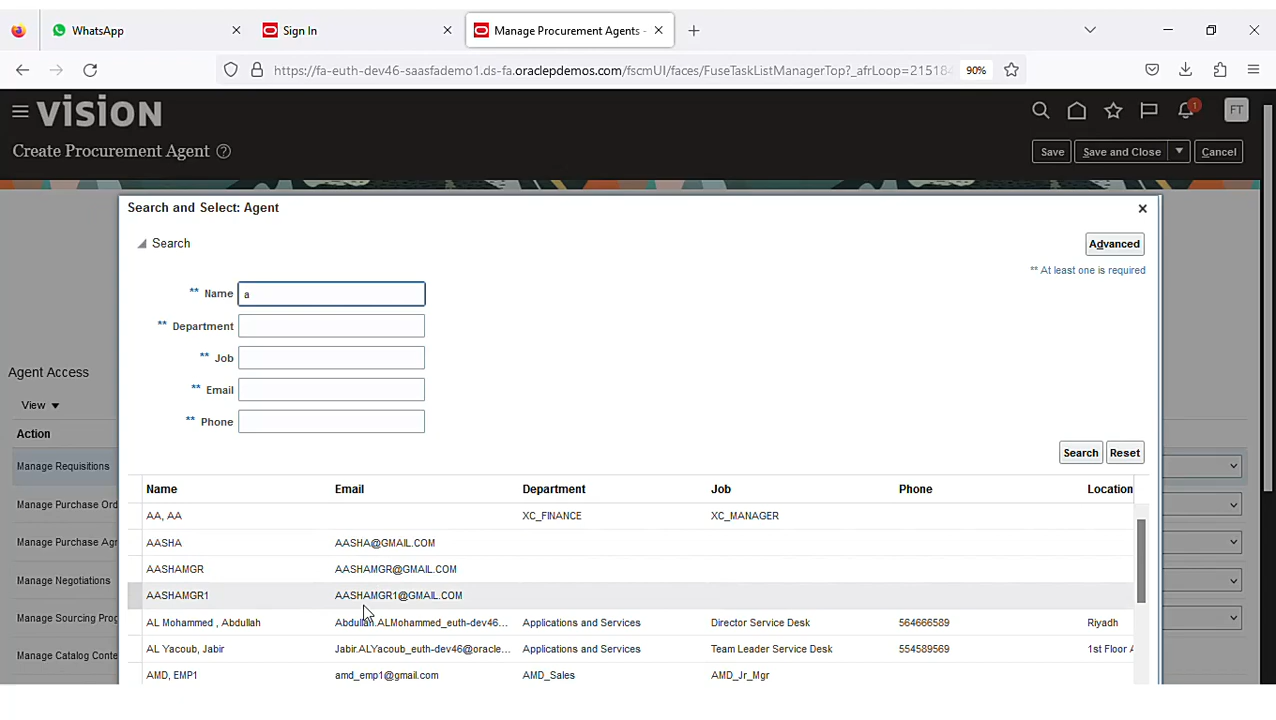 WhatsApp
Sign In
Manage Procurement Agents -
https://fa-euth-dev46-saasfademo1.ds-fa.oraclepdemos.com/fscmUI/faces/FuseTaskListManagerTop?_afrLoop=215184
90%
vision
1
FT
Create Procurement Agent ?
Save
Save and Close
Cancel
Search and Select: Agent
Search
Advanced
** At least one is required
** Name a
** Department
** Job
** Email
** Phone
Search Reset
Agent Access
View
Action
Manage Requisitions
Manage Purchase Ord
Manage Purchase Agr
Manage Negotiations
Manage Sourcing Prog
Manage Catalog Conte
Name Email Department Job Phone Location
AA, AA XC_FINANCE XC_MANAGER
AASHA AASHA@GMAIL.COM
AASHAMGR AASHAMGR@GMAIL.COM
AASHAMGR1 AASHAMGR1@GMAIL.COM
AL Mohammed , Abdullah Abdullah.ALMohammed_euth-dev46... Applications and Services Director Service Desk 564666589 Riyadh
AL Yacoub, Jabir Jabir.ALYacoub_euth-dev46@oracle... Applications and Services Team Leader Service Desk 554589569 1st Floor A
AMD, EMP1 amd_emp1@gmail.com AMD_Sales AMD_Jr_Mgr